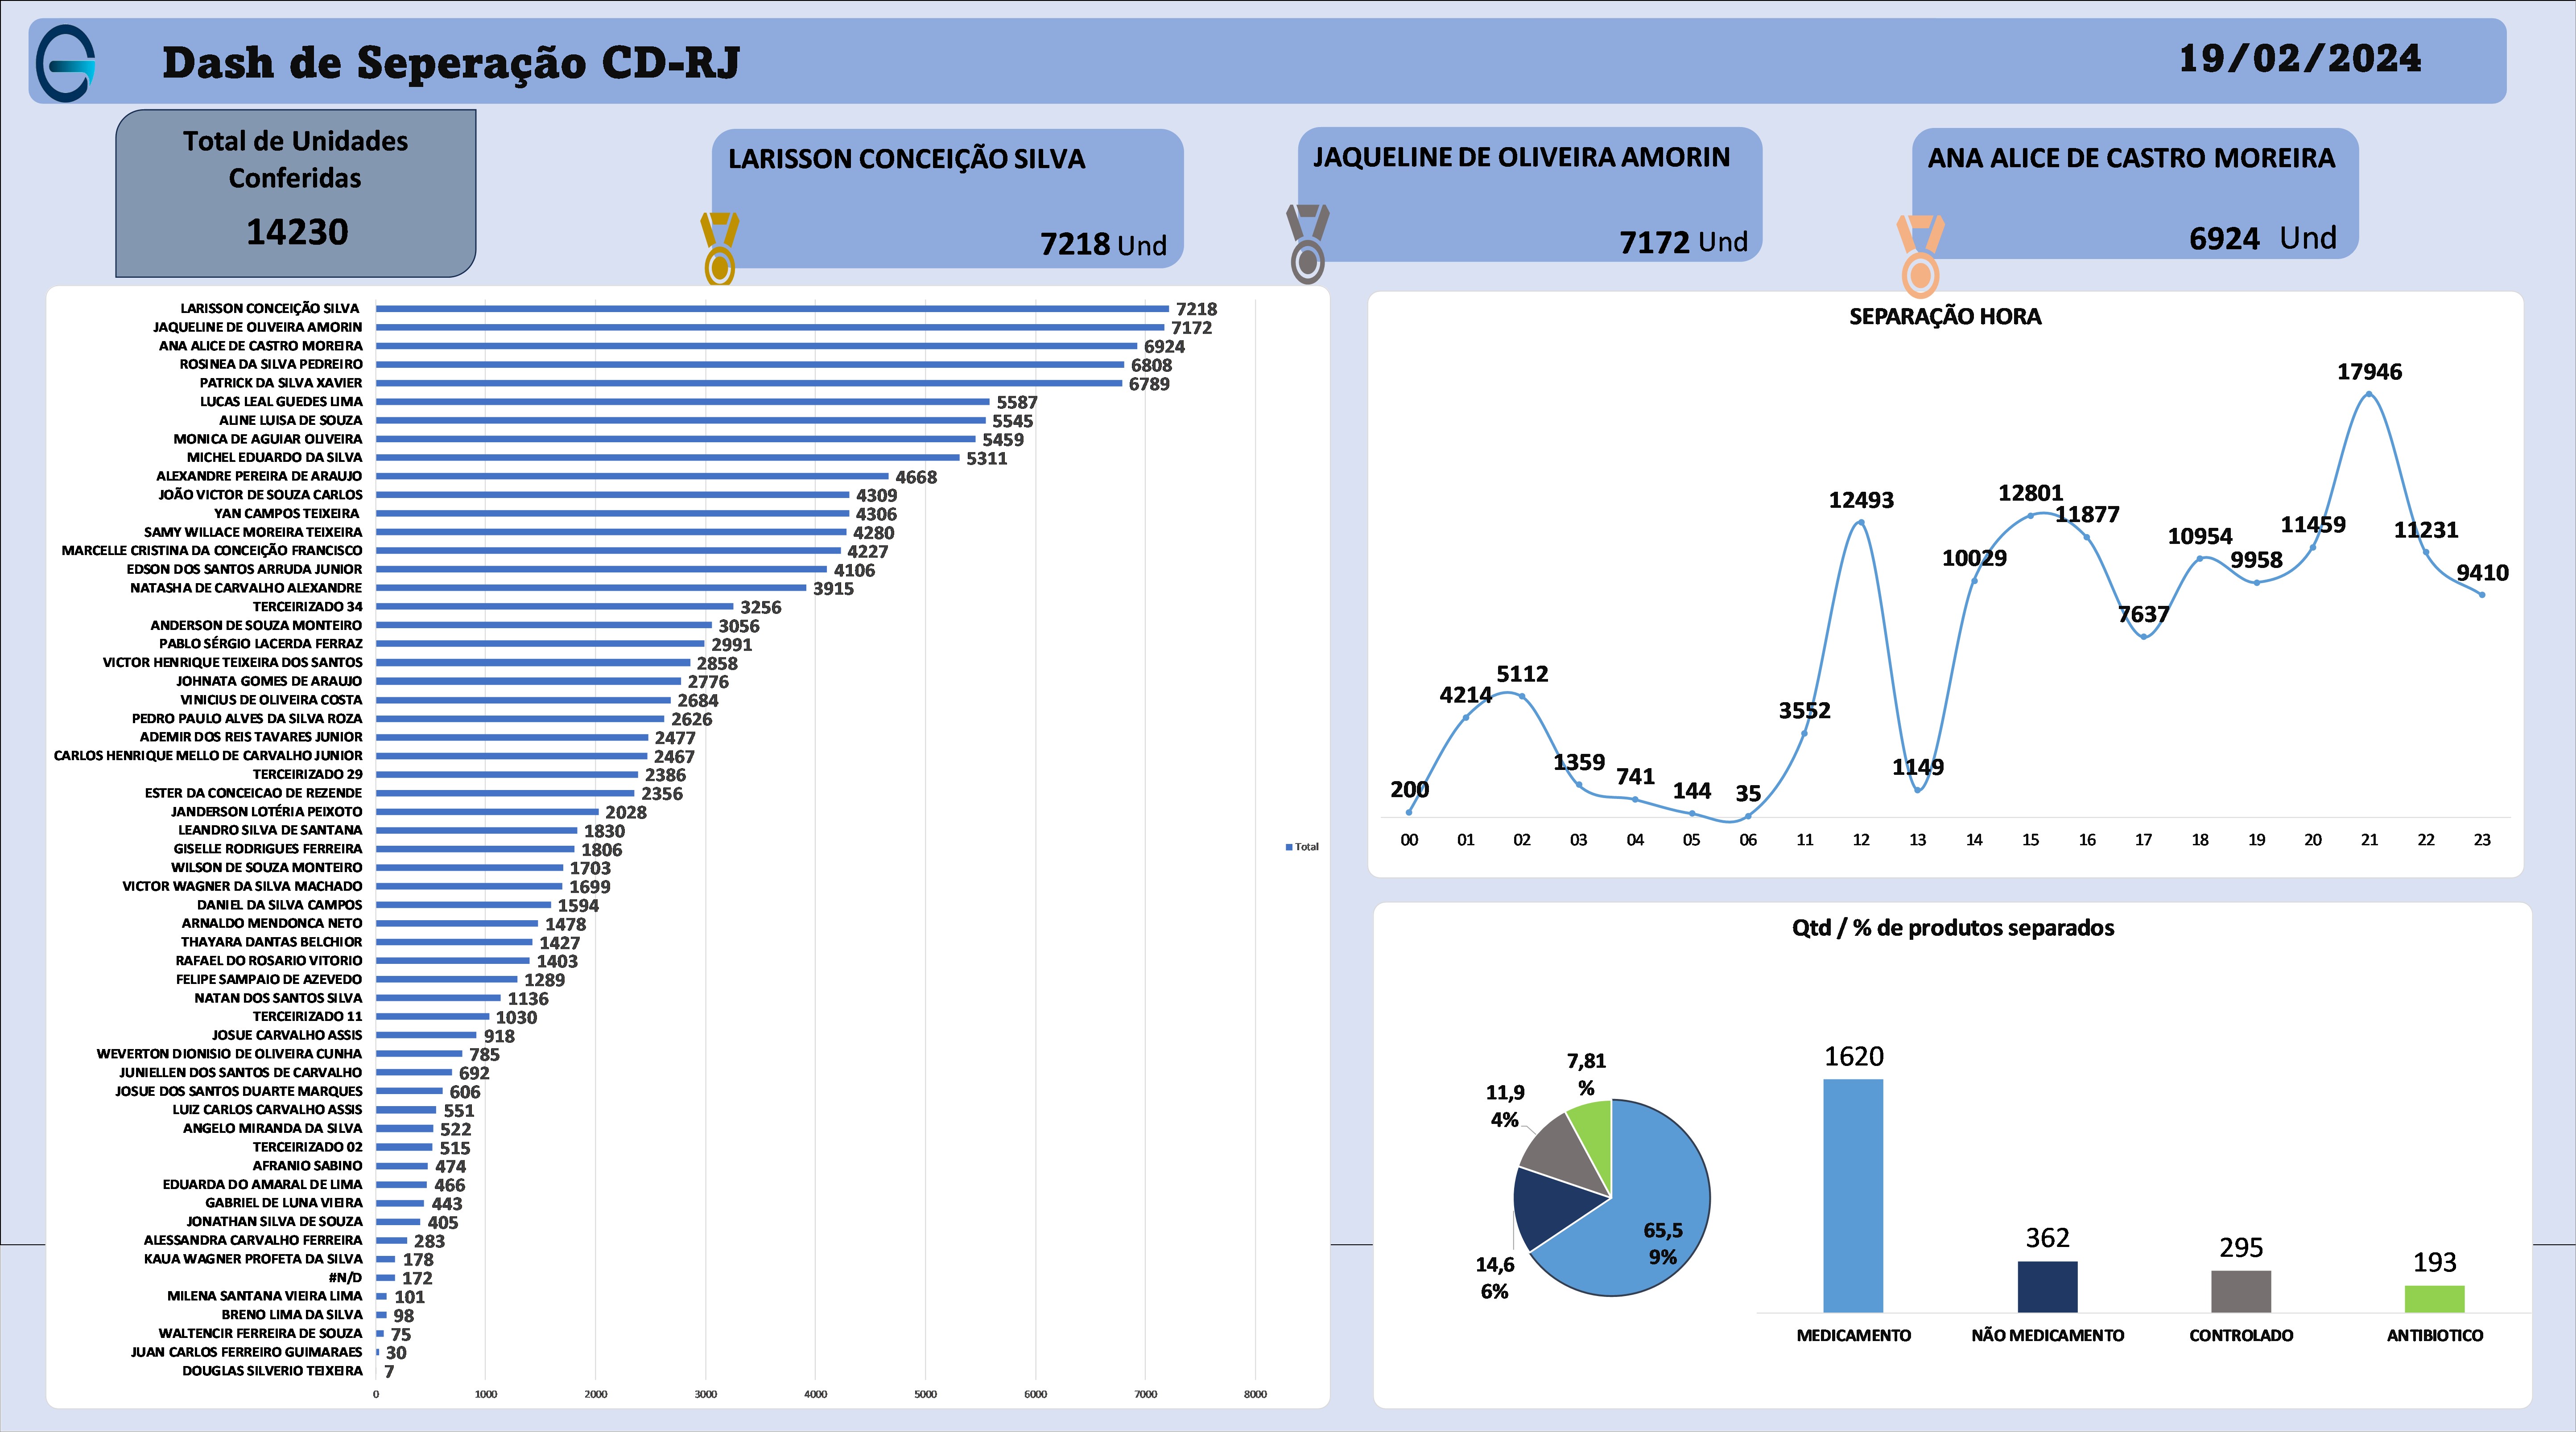 Dash de Seperação CD-RJ
19/02/2024
Total de Unidades
Conferidas
14230
LARISSON CONCEIÇÃO SILVA
7218 Und
JAQUELINE DE OLIVEIRA AMORIN
7172 Und
ANA ALICE DE CASTRO MOREIRA
6924 Und
LARISSON CONCEIÇÃO SILVA 7218
JAQUELINE DE OLIVEIRA AMORIN 7172
ANA ALICE DE CASTRO MOREIRA 6924
ROSINEA DA SILVA PEDREIRO 6808
PATRICK DA SILVA XAVIER 6789
LUCAS LEAL GUEDES LIMA 5587
ALINE LUISA DE SOUZA 5545
MONICA DE AGUIAR OLIVEIRA 5459
MICHEL EDUARDO DA SILVA 5311
ALEXANDRE PEREIRA DE ARAUJO 4668
JOÃO VICTOR DE SOUZA CARLOS 4309
YAN CAMPOS TEIXEIRA 4306
SAMY WILLACE MOREIRA TEIXEIRA 4280
MARCELLE CRISTINA DA CONCEIÇÃO FRANCISCO 4227
EDSON DOS SANTOS ARRUDA JUNIOR 4106
NATASHA DE CARVALHO ALEXANDRE 3915
TERCEIRIZADO 34 3256
ANDERSON DE SOUZA MONTEIRO 3056
PABLO SÉRGIO LACERDA FERRAZ 2991
VICTOR HENRIQUE TEIXEIRA DOS SANTOS 2858
JOHNATA GOMES DE ARAUJO 2776
VINICIUS DE OLIVEIRA COSTA 2684
PEDRO PAULO ALVES DA SILVA ROZA 2626
ADEMIR DOS REIS TAVARES JUNIOR 2477
CARLOS HENRIQUE MELLO DE CARVALHO JUNIOR 2467
TERCEIRIZADO 29 2386
ESTER DA CONCEICAO DE REZENDE 2356
JANDERSON LOTÉRIA PEIXOTO 2028
LEANDRO SILVA DE SANTANA 1830
GISELLE RODRIGUES FERREIRA 1806
WILSON DE SOUZA MONTEIRO 1703
VICTOR WAGNER DA SILVA MACHADO 1699
DANIEL DA SILVA CAMPOS 1594
ARNALDO MENDONCA NETO 1478
THAYARA DANTAS BELCHIOR 1427
RAFAEL DO ROSARIO VITORIO 1403
FELIPE SAMPAIO DE AZEVEDO 1289
NATAN DOS SANTOS SILVA 1136
TERCEIRIZADO 11 1030
JOSUE CARVALHO ASSIS 918
WEVERTON DIONISIO DE OLIVEIRA CUNHA 785
JUNIELLEN DOS SANTOS DE CARVALHO 692
JOSUE DOS SANTOS DUARTE MARQUES 606
LUIZ CARLOS CARVALHO ASSIS 551
ANGELO MIRANDA DA SILVA 522
TERCEIRIZADO 02 515
AFRANIO SABINO 474
EDUARDA DO AMARAL DE LIMA 466
GABRIEL DE LUNA VIEIRA 443
JONATHAN SILVA DE SOUZA 405
ALESSANDRA CARVALHO FERREIRA 283
KAUA WAGNER PROFETA DA SILVA 178
#N/D 172
MILENA SANTANA VIEIRA LIMA 101
BRENO LIMA DA SILVA 98
WALTENCIR FERREIRA DE SOUZA 75
JUAN CARLOS FERREIRO GUIMARAES 30
DOUGLAS SILVERIO TEIXEIRA 7
0 1000 2000 3000 4000 5000 6000 7000 8000
Total
SEPARAÇÃO HORA
200 4214 5112 1359 741 144 35 3552 12493 1149 10029 12801 11877 7637 10954 9958 11459 17946 11231 9410
00 01 02 03 04 05 06 11 12 13 14 15 16 17 18 19 20 21 22 23
Qtd / % de produtos separados
7,81
%
11,9
4%
14,6
6%
65,5
9%
1620 362 295 193
MEDICAMENTO NÃO MEDICAMENTO CONTROLADO ANTIBIOTICO